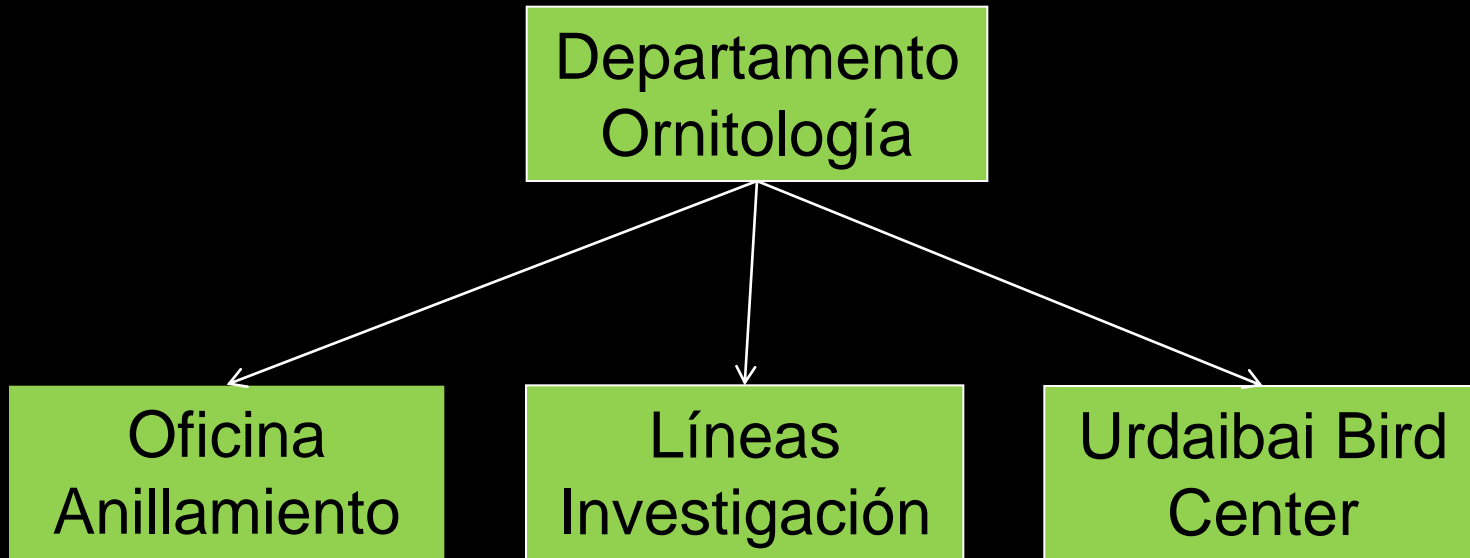 Departamento
Ornitología
Oficina
Anillamiento
Líneas
Investigación
Urdaibai Bird
Center